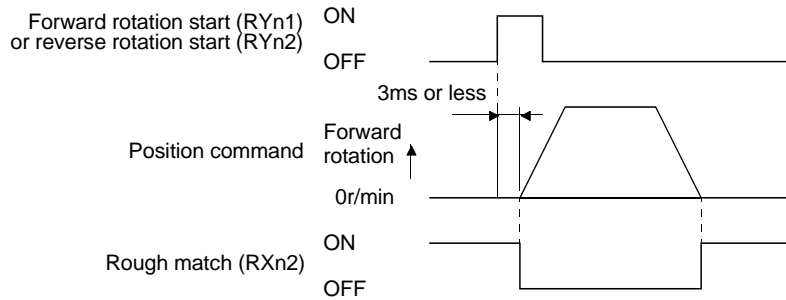 Forward rotation start (RYn1)
or reverse rotation start (RYn2)
ON
OFF
3ms or less
Position command
Forward
rotation
0r/min
Rough match (RXn2)
ON
OFF